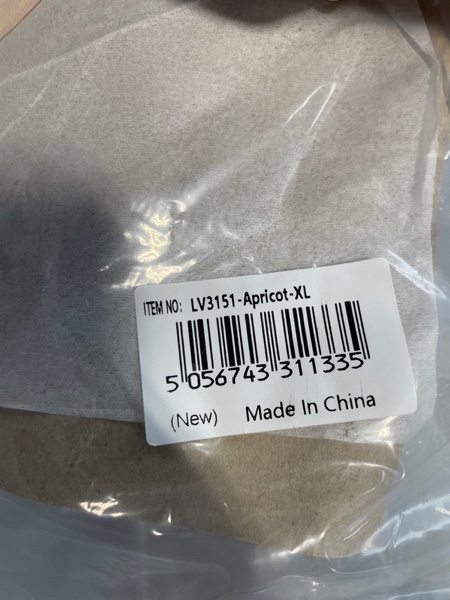 ITEM NO: LV3151-Apricot-XL
5 056743 311335
(New) Made In China